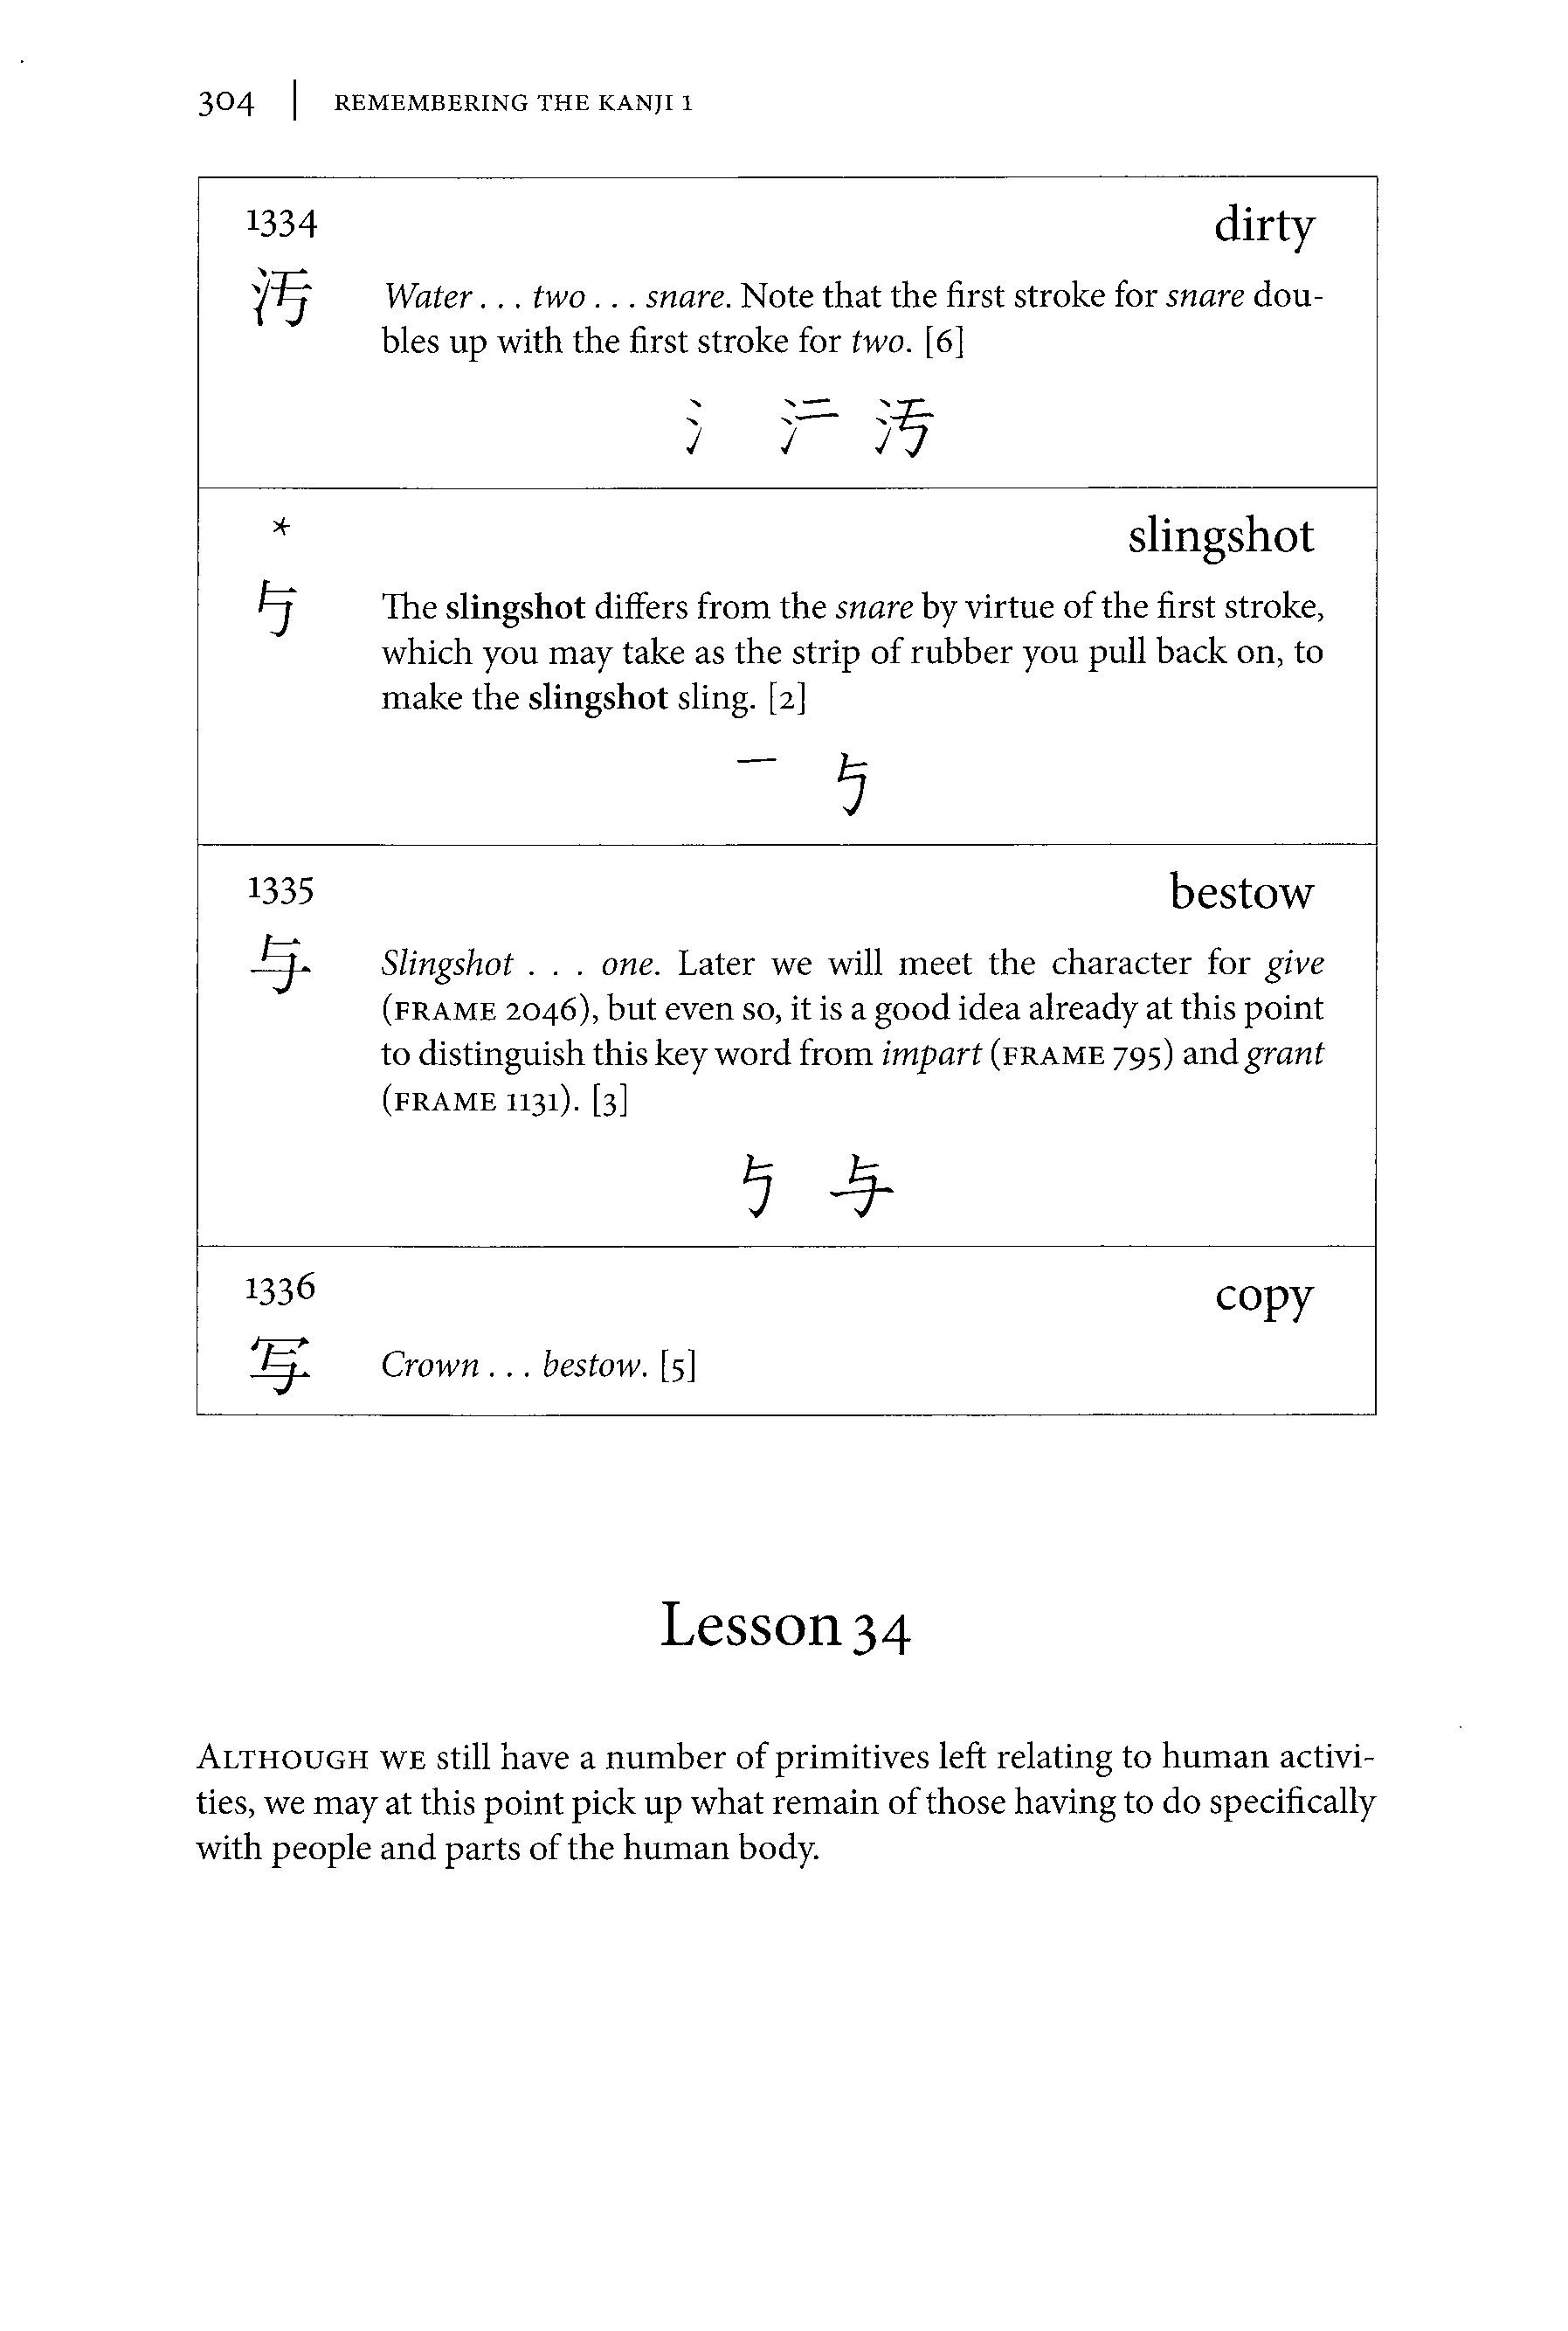 304 | REMEMBERING THE KANJI 1
1334 dirty
汚 Water . . . two . . . snare. Note that the first stroke for snare dou-
bles up with the first stroke for two. [6]
氵 汚
* slingshot
The slingshot differs from the snare by virtue of the first stroke,
which you may take as the strip of rubber you pull back on, to
make the slingshot sling. [2]
一
1335 bestow
与 Slingshot . . . one. Later we will meet the character for give
(FRAME 2046), but even so, it is a good idea already at this point
to distinguish this key word from impart (FRAME 795) and grant
(FRAME 1131). [3]
与
1336 copy
写 Crown . . . bestow. [5]
Lesson 34
ALTHOUGH WE still have a number of primitives left relating to human activi-
ties, we may at this point pick up what remain of those having to do specifically
with people and parts of the human body.